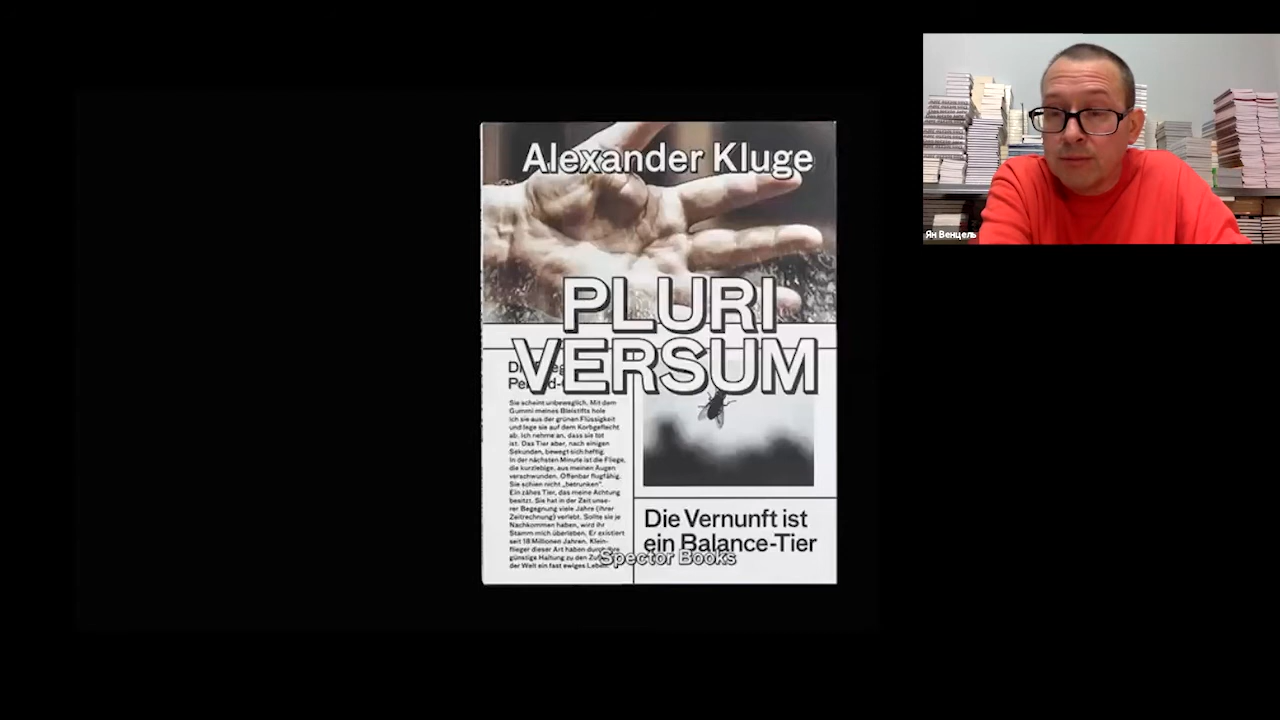 Alexander Kluge
PLURI
VERSUM
Sie scheint unbeweglich. Mit dem
Gummi meines Bleistifts hole
ich sie aus der grünen Flüssigkeit
und lege sie auf dem Korbgeflecht
ab. Ich nehme an, dass sie tot
ist. Das Tier aber, nach einigen
Sekunden, bewegt sich heftig.
In der nächsten Minute ist die Fliege,
die kurzlebige, aus meinen Augen
verschwunden. Offenbar flugfähig.
Sie schien nicht „betrunken“.
Ein zähes Tier, das meine Achtung
besitzt. Sie hat in der Zeit unse-
rer Begegnung viele Jahre (ihrer
Zeitrechnung) verlebt. Sollte sie je
Nachkommen haben, wird ihr
Stamm mich überleben. Er existiert
seit 18 Millionen Jahren. Klein-
flieger dieser Art haben durch ihre
günstige Haltung zu den
der Welt ein fast ewiges Leben.
Die Vernunft ist
ein Balance-Tier
Spector Books
Ян Венцель